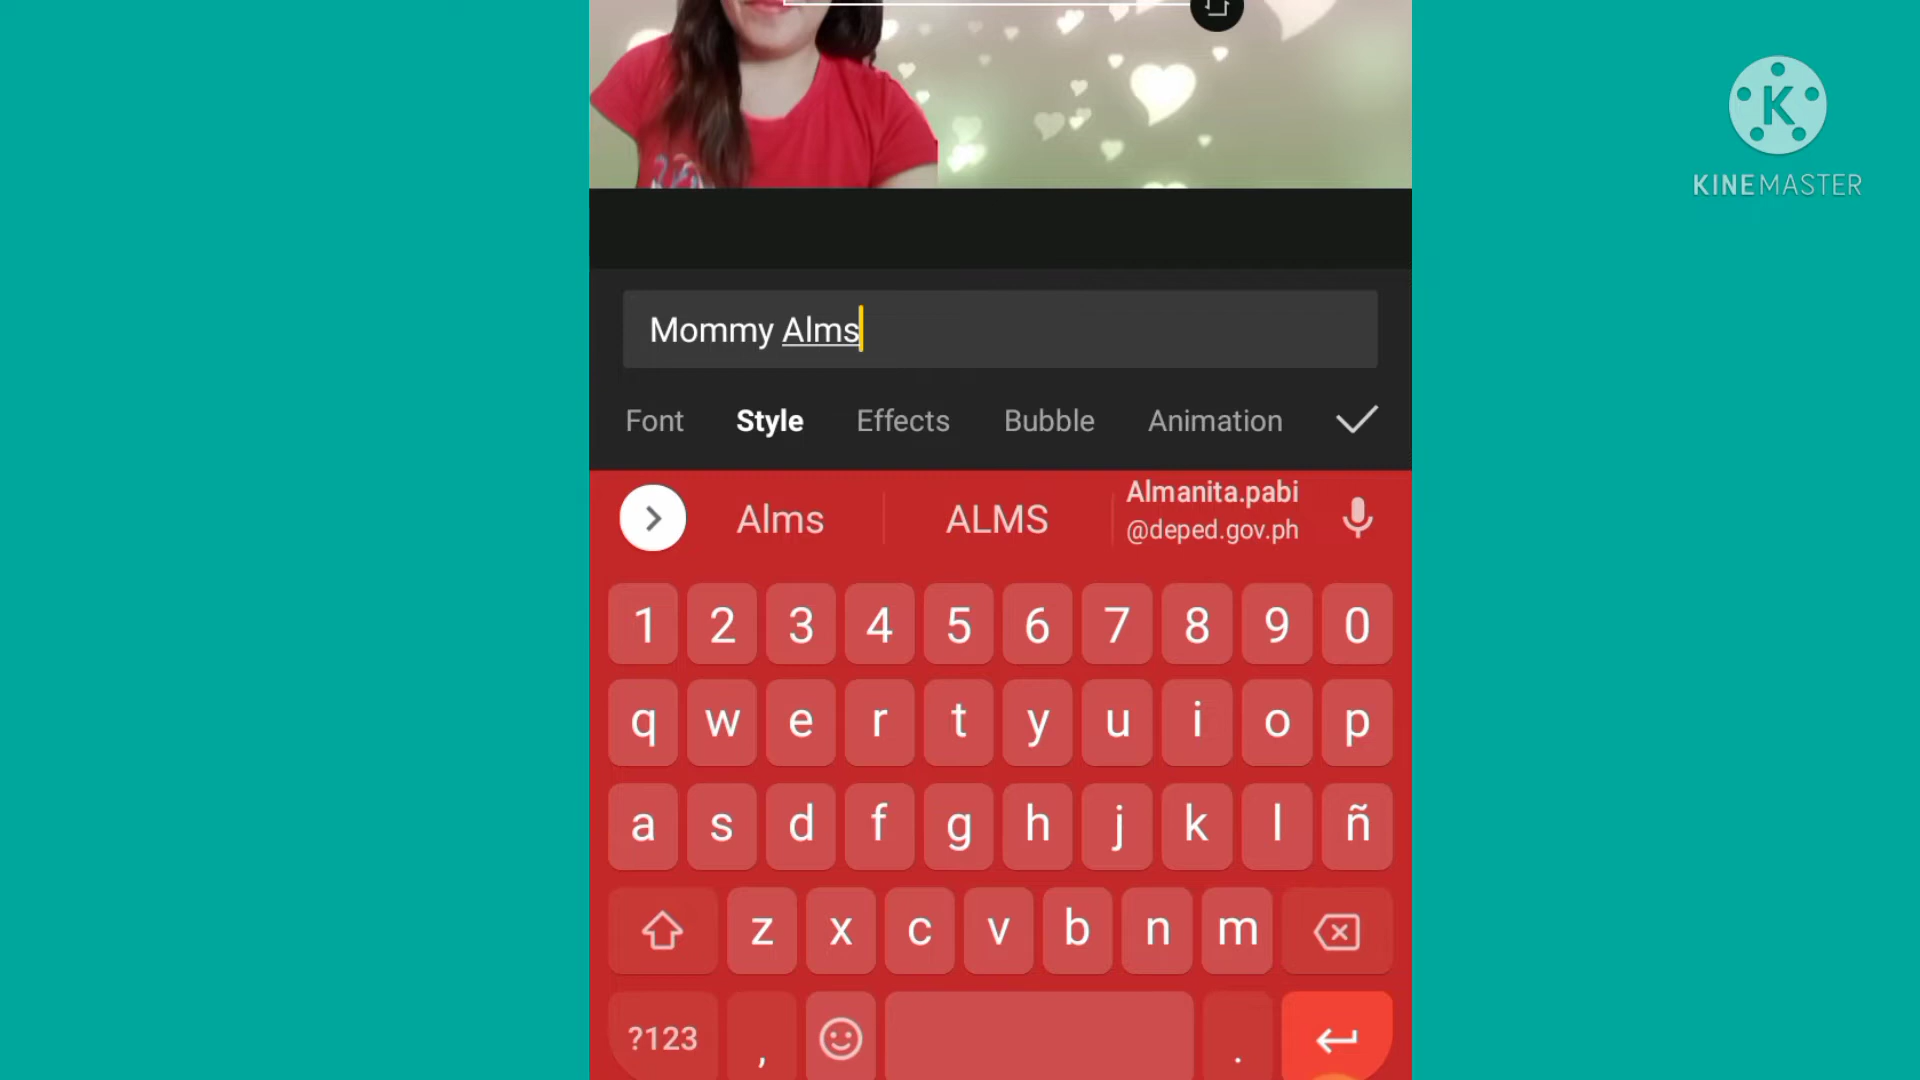 KINEMASTER
Mommy Alms
Font Style Effects Bubble Animation
Alms ALMS Almanita.pabi
@deped.gov.ph
1 2 3 4 5 6 7 8 9 0
q w e r t y u i o p
a s d f g h j k l ñ
z x c v b n m
?123 , .